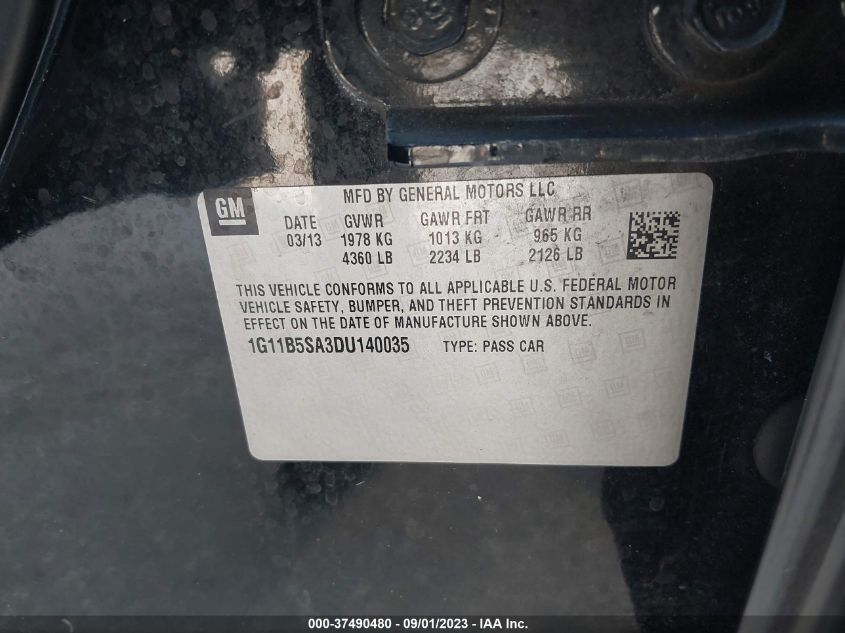 GM
MFD BY GENERAL MOTORS LLC
DATE GVWR GAWR FRT GAWR RR
03/13 1978 KG 1013 KG 965 KG
4360 LB 2234 LB 2126 LB
THIS VEHICLE CONFORMS TO ALL APPLICABLE U.S. FEDERAL MOTOR
VEHICLE SAFETY, BUMPER, AND THEFT PREVENTION STANDARDS IN
EFFECT ON THE DATE OF MANUFACTURE SHOWN ABOVE.
1G11B5SA3DU140035 TYPE: PASS CAR
000-37490480 - 09/01/2023 - IAA Inc.